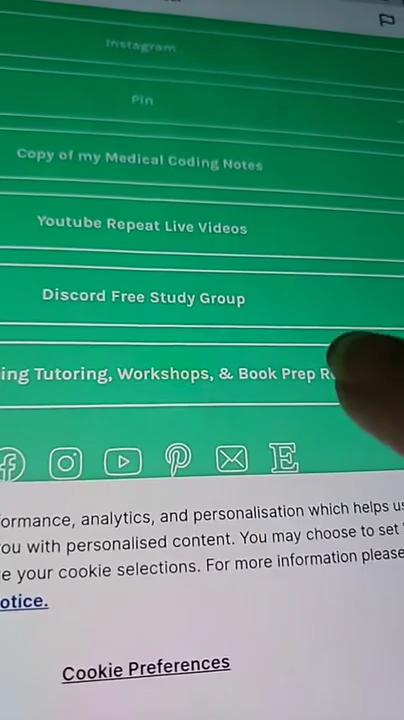 Instagram
Pin
Copy of my Medical Coding Notes
Youtube Repeat Live Videos
Discord Free Study Group
ing Tutoring, Workshops, & Book Prep
ormance, analytics, and personalisation which helps us
ou with personalised content. You may choose to set
e your cookie selections. For more information please
otice.
Cookie Preferences